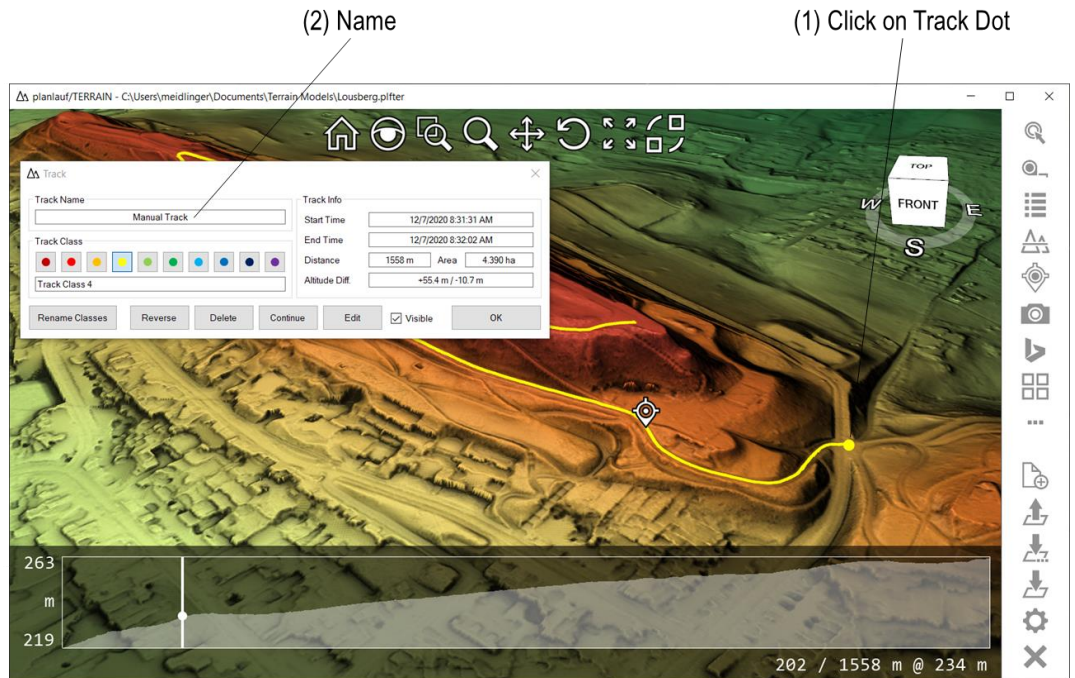 (2) Name
(1) Click on Track Dot
planlauf/TERRAIN - C:\Users\meidlinger\Documents\Terrain Models\Lousberg.plfter
Track
Track Name
Manual Track
Track Class
Track Class 4
Track Info
Start Time 12/7/2020 8:31:31 AM
End Time 12/7/2020 8:32:02 AM
Distance 1558 m Area 4.390 ha
Altitude Diff. +55.4 m / -10.7 m
Rename Classes Reverse Delete Continue Edit Visible OK
TOP
W FRONT E
S
263
m
219
202 / 1558 m @ 234 m